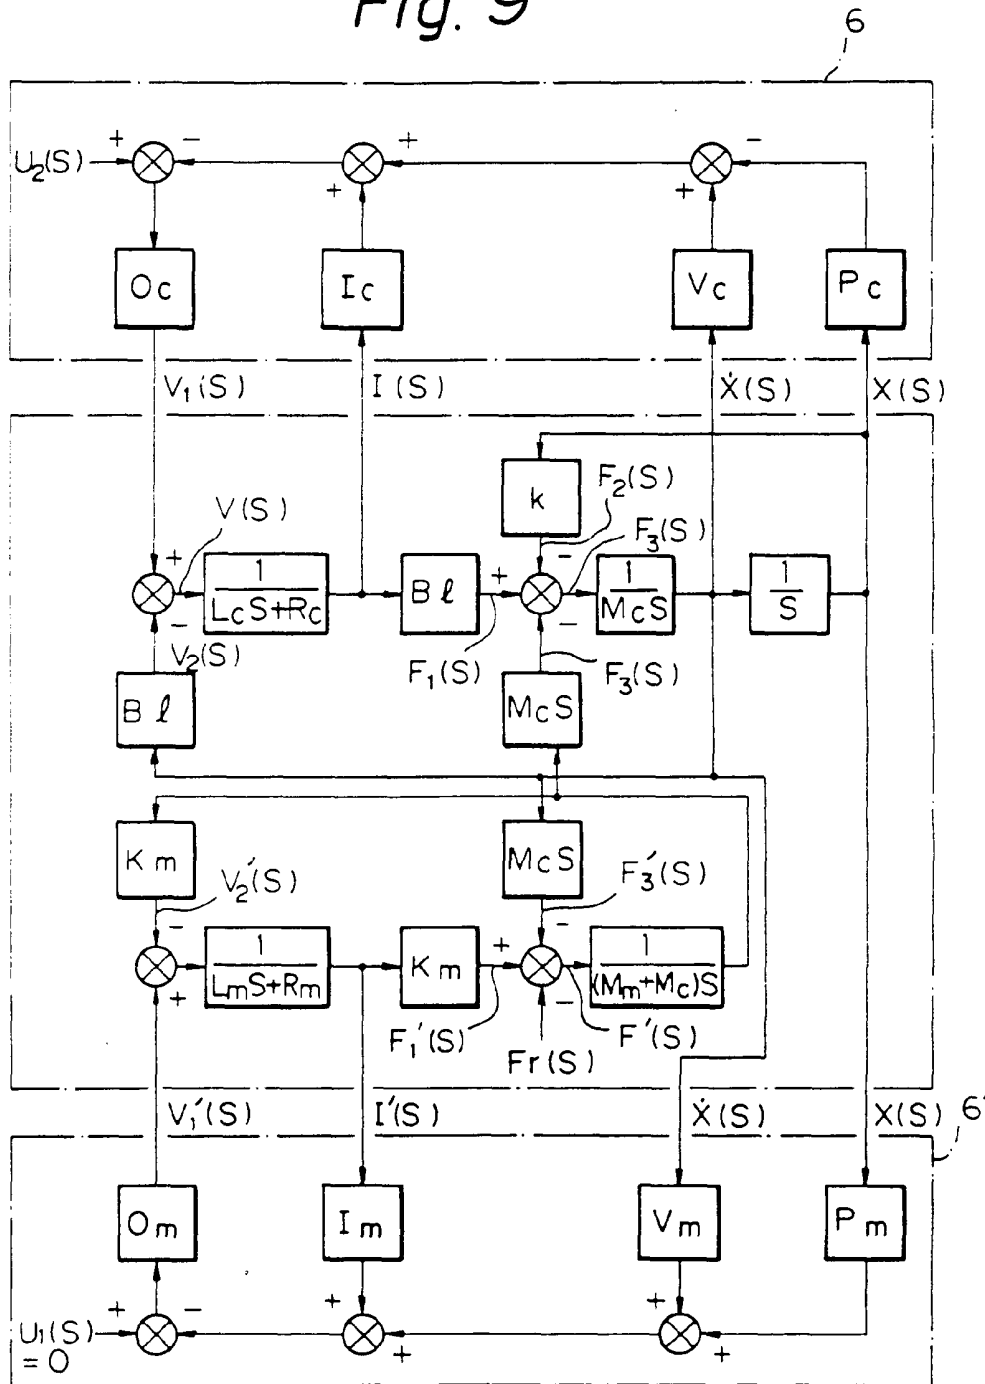 Fig. 9
6
+ − + −
U₂(S) + +
Oc Ic Vc Pc
V₁(S) I(S) Ẋ(S) X(S)
k F₂(S)
V(S) − F₃(S)
+ 1 + 1 1
LcS+Rc Bℓ McS S
− −
V₂(S) F₁(S) F₃(S)
Bℓ McS
Km McS
V₂′(S) F₃′(S)
− −
1 + 1
LmS+Rm Km (Mm+Mc)S
+ −
F₁′(S) F′(S)
Fr(S)
V₁′(S) I′(S) Ẋ(S) X(S) 6′
Om Im Vm Pm
+ − + +
U₁(S) + +
= 0